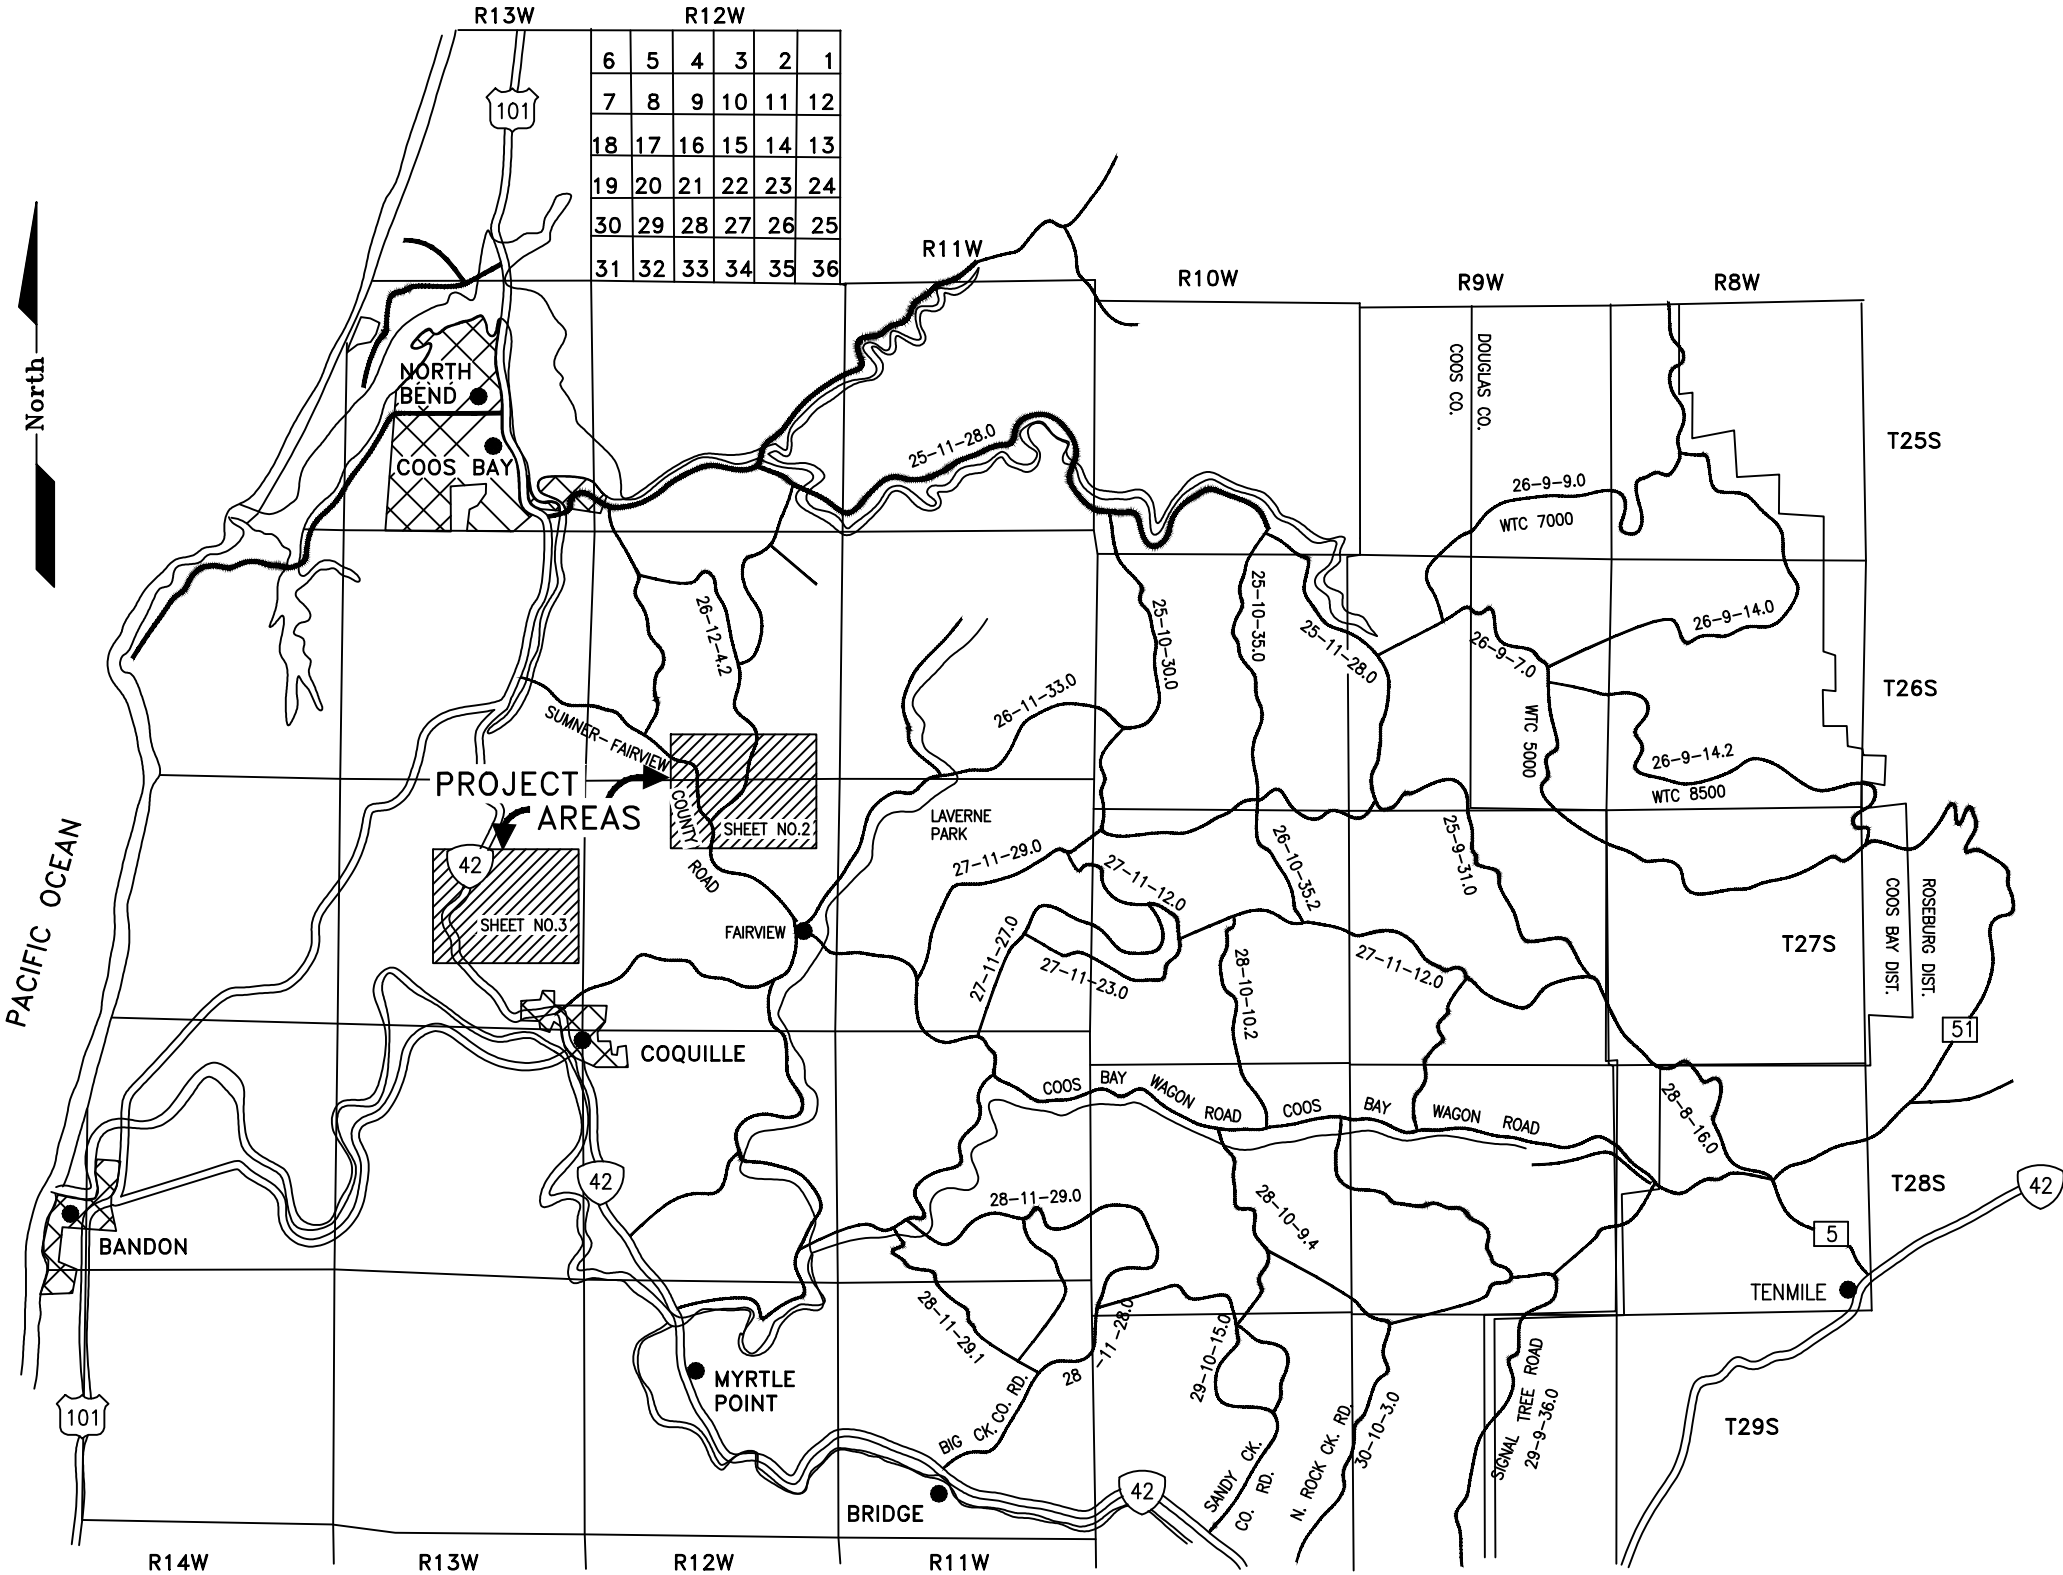 R13W
R12W
6 5 4 3 2 1
7 8 9 10 11 12
18 17 16 15 14 13
19 20 21 22 23 24
30 29 28 27 26 25
31 32 33 34 35 36
101
North
R11W
R10W
R9W
R8W
DOUGLAS CO.
COOS CO.
NORTH
BEND
COOS BAY
25-11-28.0
T25S
26-9-9.0
WTC 7000
26-12-4.2
25-10-30.0
25-10-35.0
25-11-28.0
26-9-7.0
26-9-14.0
T26S
26-11-33.0
SUMNER-FAIRVIEW
COUNTY
ROAD
WTC 5000
26-9-14.2
WTC 8500
PROJECT
AREAS
SHEET NO.2
LAVERNE
PARK
42
SHEET NO.3
PACIFIC OCEAN
27-11-29.0
27-11-12.0
26-10-35.2
25-9-31.0
FAIRVIEW
27-11-27.0
27-11-23.0
28-10-10.2
27-11-12.0
T27S
COOS BAY DIST.
ROSEBURG DIST.
51
COQUILLE
COOS BAY WAGON ROAD
COOS BAY WAGON ROAD
28-8-16.0
42
T28S
42
28-11-29.0
28-10-9.4
5
BANDON
TENMILE
28-11-29.1
28-11-28.0
29-10-15.0
MYRTLE
POINT
101
BIG CK. CO. RD.
SANDY CK.
CO. RD.
N. ROCK CK. RD.
30-10-3.0
SIGNAL TREE ROAD
29-9-36.0
T29S
42
BRIDGE
R14W
R13W
R12W
R11W